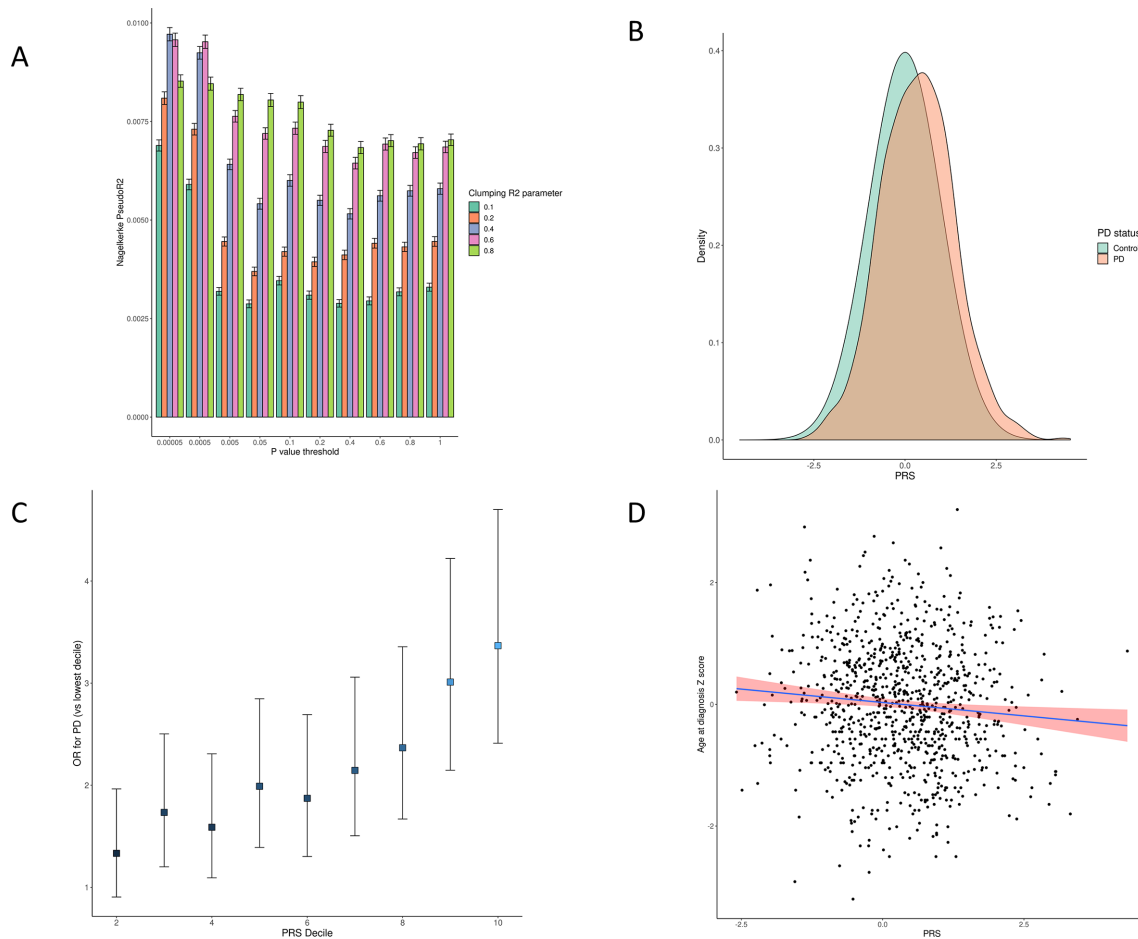 A
0.0100
0.0075
0.0050
0.0025
0.0000
Nagelkerke PseudoR2
0.00005 0.0005 0.005 0.05 0.1 0.2 0.4 0.6 0.8 1
P value threshold
Clumping R2 parameter
0.1
0.2
0.4
0.6
0.8
B
0.4
0.3
0.2
0.1
0.0
Density
-2.5 0.0 2.5
PRS
PD status
Contro
PD
C
4
3
2
1
OR for PD (vs lowest decile)
2 4 6 8 10
PRS Decile
D
2
0
-2
Age at diagnosis Z score
-2.5 0.0 2.5
PRS